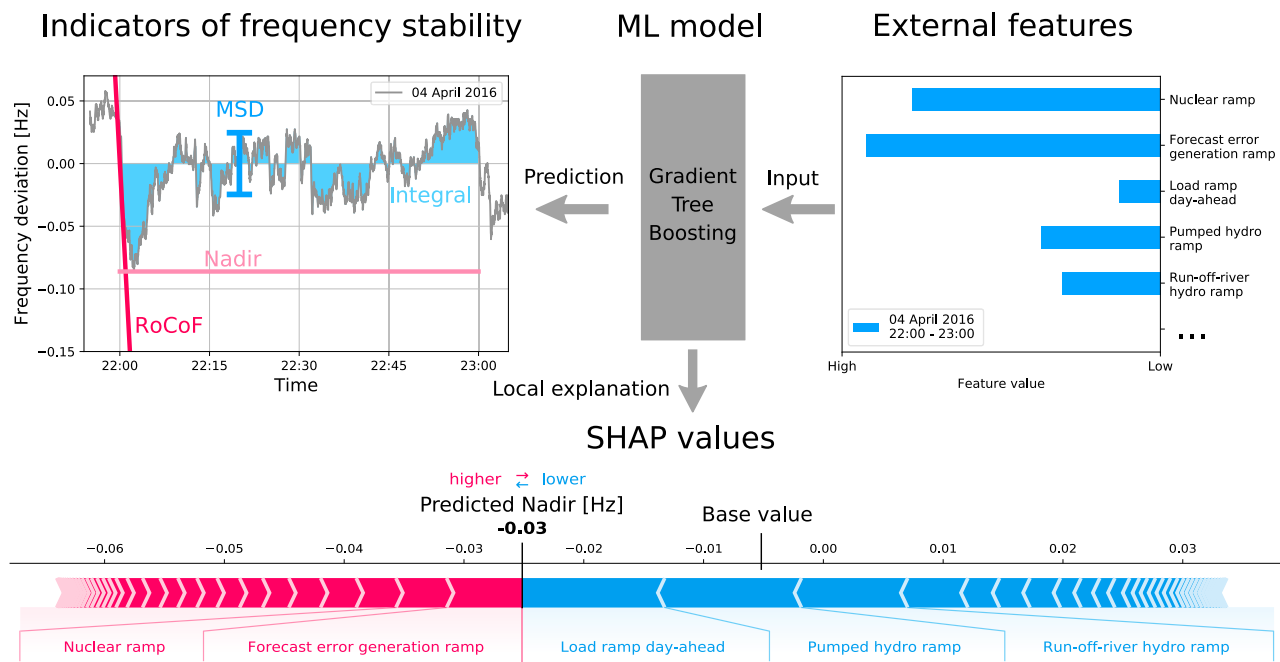 Indicators of frequency stability
ML model
External features
Frequency deviation [Hz]
0.05
0.00
−0.05
−0.10
−0.15
04 April 2016
MSD
Integral
Nadir
RoCoF
22:00
22:15
22:30
22:45
23:00
Time
Prediction
Gradient
Tree
Boosting
Input
Nuclear ramp
Forecast error
generation ramp
Load ramp
day-ahead
Pumped hydro
ramp
Run-off-river
hydro ramp
...
04 April 2016
22:00 - 23:00
High
Low
Feature value
Local explanation
SHAP values
higher
lower
Predicted Nadir [Hz]
-0.03
Base value
−0.06
−0.05
−0.04
−0.03
−0.02
−0.01
0.00
0.01
0.02
0.03
Nuclear ramp
Forecast error generation ramp
Load ramp day-ahead
Pumped hydro ramp
Run-off-river hydro ramp